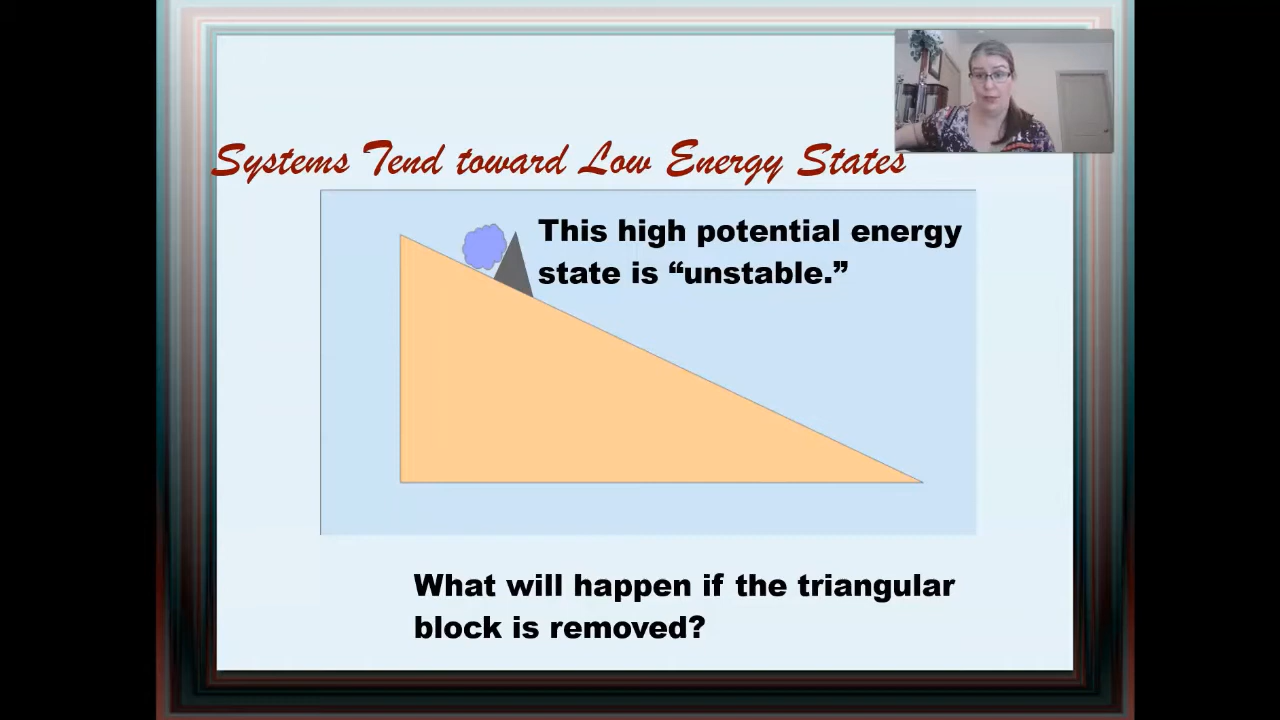 Systems Tend toward Low Energy States
This high potential energy
state is “unstable.”
What will happen if the triangular
block is removed?